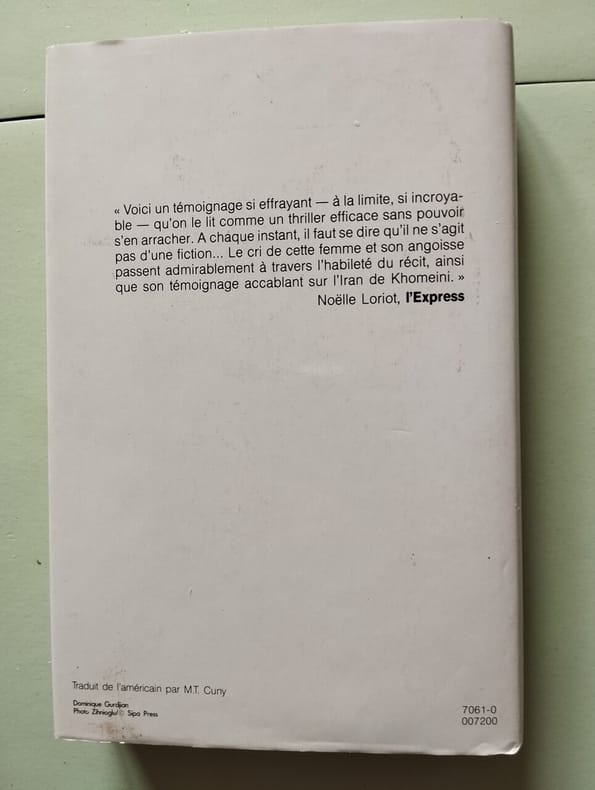 « Voici un témoignage si effrayant — à la limite, si incroya-
ble — qu'on le lit comme un thriller efficace sans pouvoir
s'en arracher. A chaque instant, il faut se dire qu'il ne s'agit
pas d'une fiction... Le cri de cette femme et son angoisse
passent admirablement à travers l'habileté du récit, ainsi
que son témoignage accablant sur l'Iran de Khomeini. »
Noëlle Loriot, l'Express
Traduit de l'américain par M.T. Cuny
Dominique Gurdjian
Photo Zihnioglu/© Sipa Press
7061-0
007200